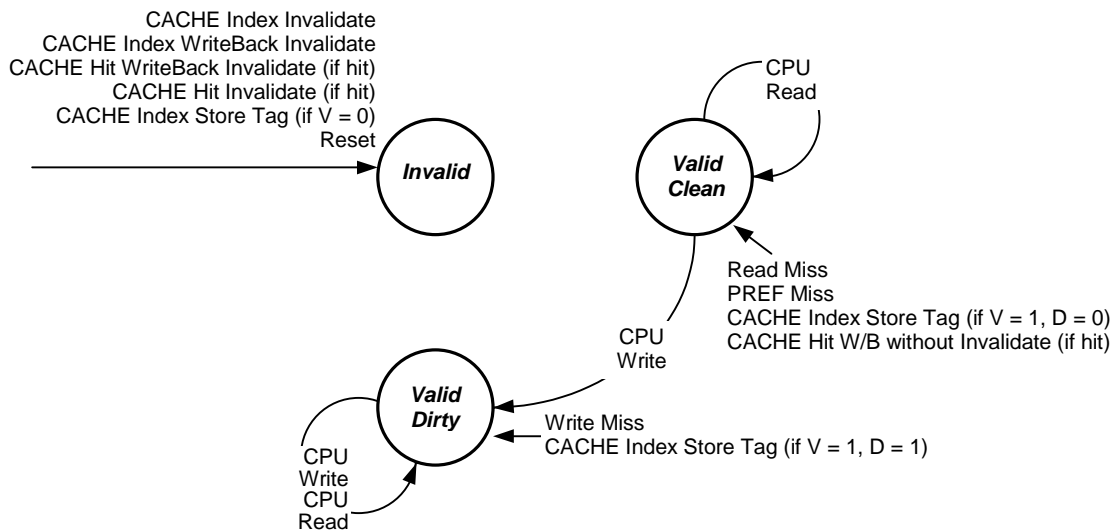 CACHE Index Invalidate
CACHE Index WriteBack Invalidate
CACHE Hit WriteBack Invalidate (if hit)
CACHE Hit Invalidate (if hit)
CACHE Index Store Tag (if V = 0)
Reset
Invalid
CPU
Read
Valid
Clean
Read Miss
PREF Miss
CACHE Index Store Tag (if V = 1, D = 0)
CACHE Hit W/B without Invalidate (if hit)
CPU
Write
Valid
Dirty
Write Miss
CACHE Index Store Tag (if V = 1, D = 1)
CPU
Write
CPU
Read